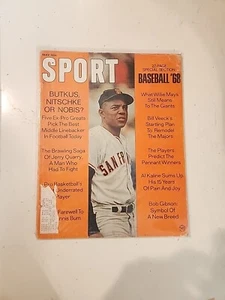 SPORT
BUTKUS,
NITSCHKE
OR NOBIS?
Five Ex-Pro Greats
Pick The Best
Middle Linebacker
In Football Today
The Brawling Saga
Of Jerry Quarry,
A Man Who
Had To Fight
Basketball's
Underrated
Player
Farewell To
Bum
SPECIAL SECTION
BASEBALL '68
What Willie Mays
Still Means
To The Giants
Bill Veeck's
Starting Plan
To Remodel
The Majors
The Players
Predict The
Pennant Winners
Al Kaline Sums Up
His 15 Years
Of Pain And Joy
Bob Gibson:
Symbol Of
A New Breed
SAN FR